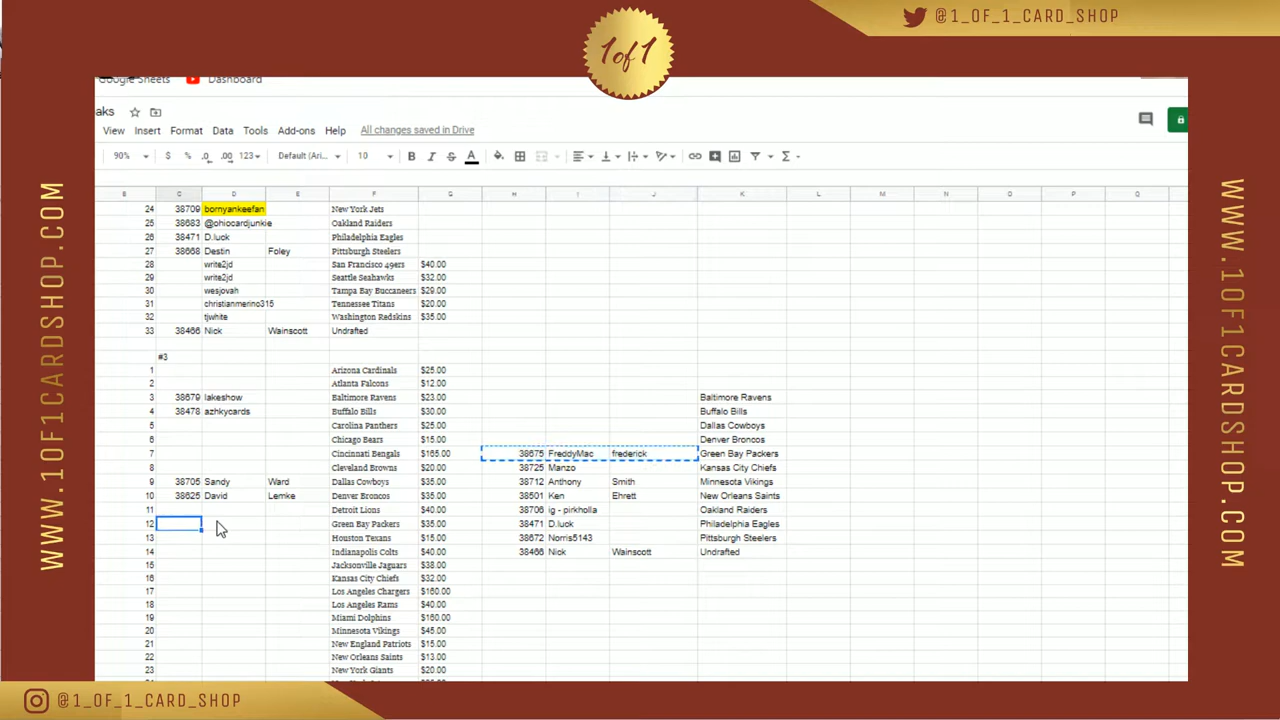 @1_OF_1_CARD_SHOP
1 of 1
Google Sheets Dashboard
aks
View Insert Format Data Tools Add-ons Help All changes saved in Drive
90% $ % .0 .00 123 Default (Ari... 10 B I S A
B C D E F G H I J K L M N O P Q
24 38709 bornyankeefan New York Jets
25 38683 @ohiocardjunkie Oakland Raiders
26 38471 D.luck Philadelphia Eagles
27 38668 Destin Foley Pittsburgh Steelers
28 write2jd San Francisco 49ers $40.00
29 write2jd Seattle Seahawks $32.00
30 wesjovah Tampa Bay Buccaneers $29.00
31 christianmerino315 Tennessee Titans $20.00
32 tjwhite Washington Redskins $35.00
33 38466 Nick Wainscott Undrafted
#3
1 Arizona Cardinals $25.00
2 Atlanta Falcons $12.00
3 38679 lakeshow Baltimore Ravens $23.00 Baltimore Ravens
4 38478 azhkycards Buffalo Bills $30.00 Buffalo Bills
5 Carolina Panthers $25.00 Dallas Cowboys
6 Chicago Bears $15.00 Denver Broncos
7 Cincinnati Bengals $165.00 38675 FreddyMac frederick Green Bay Packers
8 Cleveland Browns $20.00 38725 Manzo Kansas City Chiefs
9 38705 Sandy Ward Dallas Cowboys $35.00 38712 Anthony Smith Minnesota Vikings
10 38625 David Lemke Denver Broncos $35.00 38501 Ken Ehrett New Orleans Saints
11 Detroit Lions $40.00 38706 ig - pirkholla Oakland Raiders
12 Green Bay Packers $35.00 38471 D.luck Philadelphia Eagles
13 Houston Texans $15.00 38672 Norris5143 Pittsburgh Steelers
14 Indianapolis Colts $40.00 38466 Nick Wainscott Undrafted
15 Jacksonville Jaguars $38.00
16 Kansas City Chiefs $32.00
17 Los Angeles Chargers $160.00
18 Los Angeles Rams $40.00
19 Miami Dolphins $160.00
20 Minnesota Vikings $45.00
21 New England Patriots $15.00
22 New Orleans Saints $13.00
23 New York Giants $20.00
WWW.1OF1CARDSHOP.COM
WWW.1OF1CARDSHOP.COM
@1_OF_1_CARD_SHOP